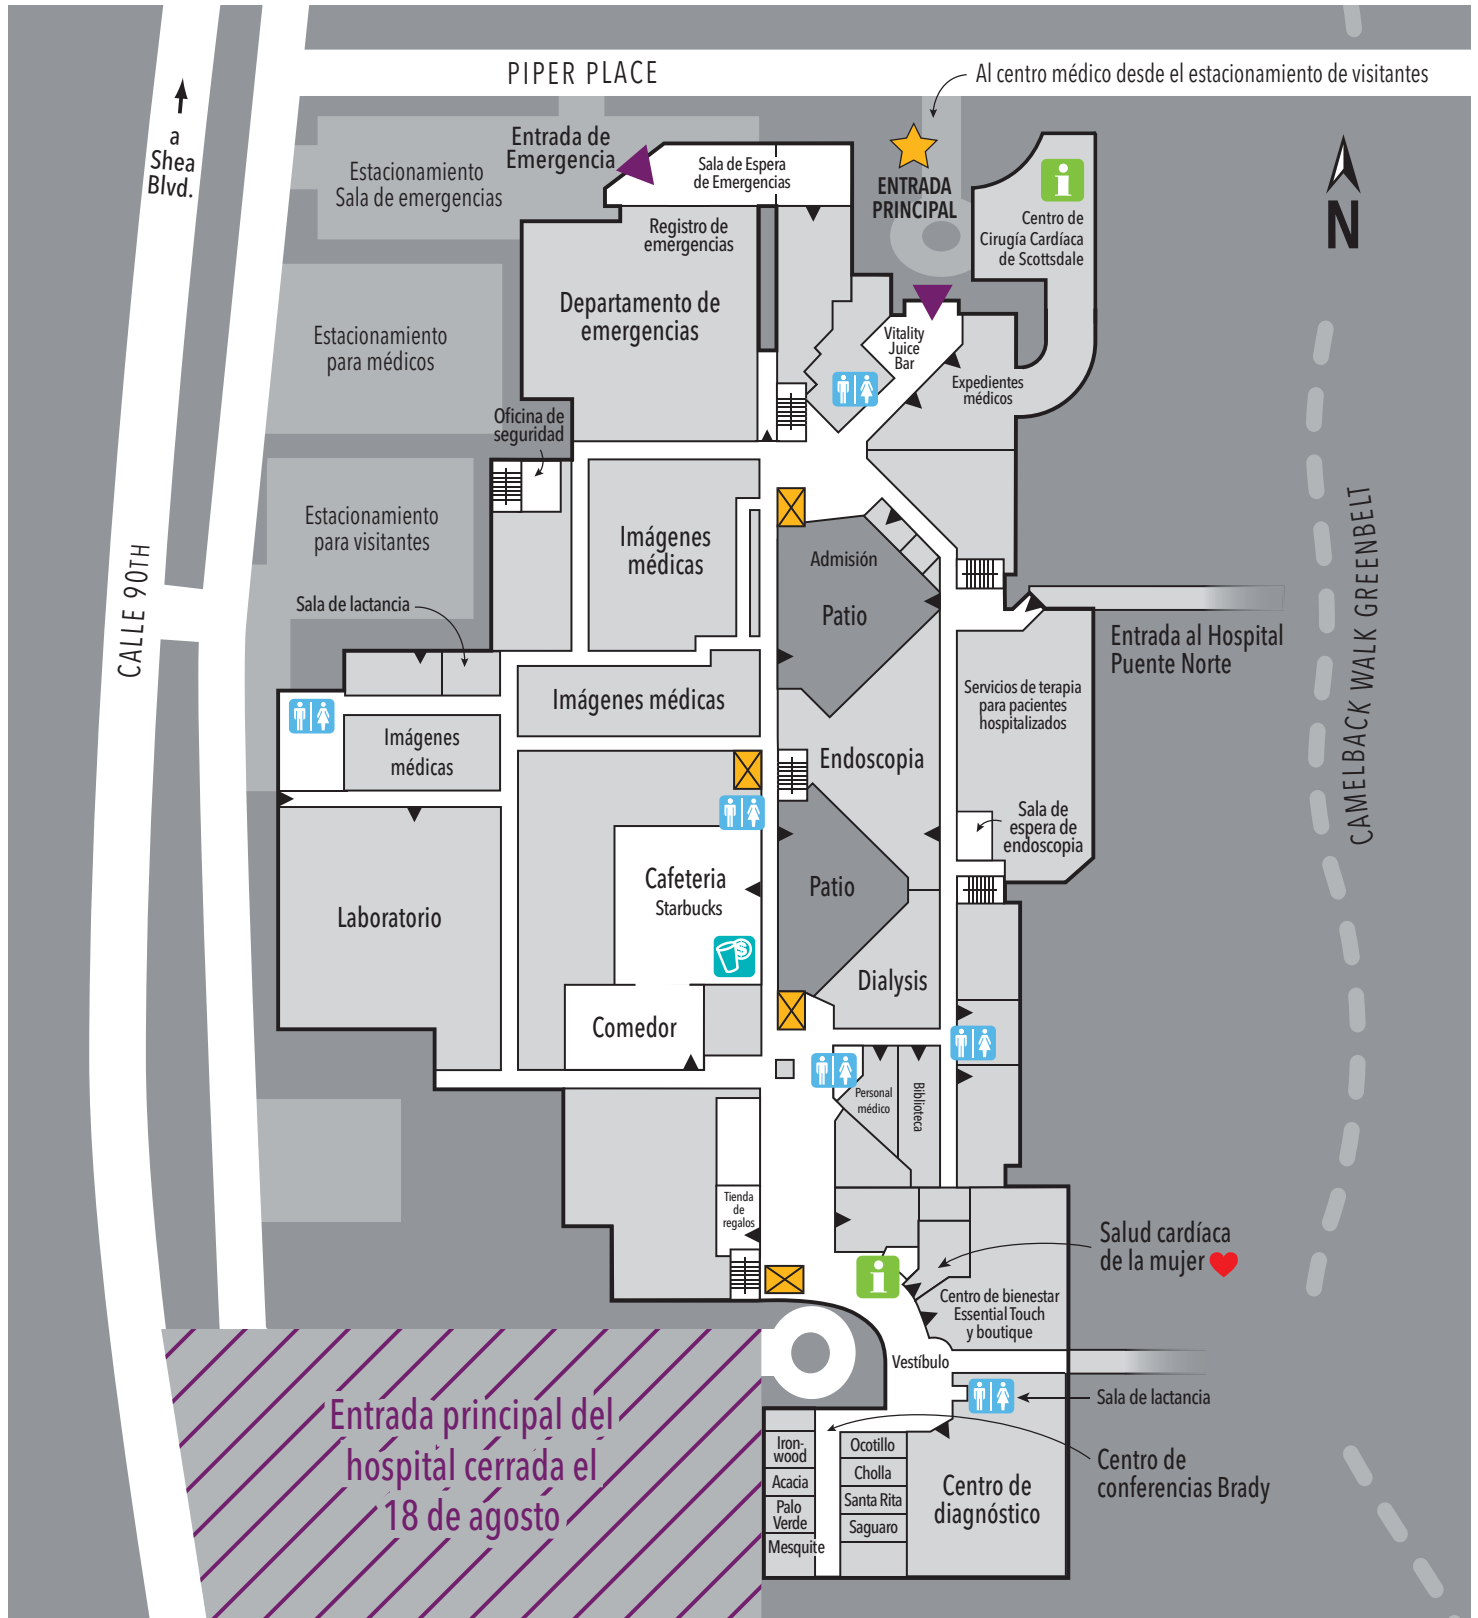 PIPER PLACE
Al centro médico desde el estacionamiento de visitantes
a
Shea
Blvd.
Entrada de
Emergencia
Estacionamiento
Sala de emergencias
Sala de Espera
de Emergencias
ENTRADA
PRINCIPAL
i
Centro de
Cirugía Cardíaca
de Scottsdale
N
Registro de
emergencias
Departamento de
emergencias
Estacionamiento
para médicos
Vitality
Juice
Bar
Expedientes
médicos
Oficina de
seguridad
Estacionamiento
para visitantes
Imágenes
médicas
Admisión
Patio
CALLE 90TH
CAMELBACK WALK GREENBELT
Sala de lactancia
Entrada al Hospital
Puente Norte
Servicios de terapia
para pacientes
hospitalizados
Imágenes médicas
Imágenes
médicas
Endoscopia
Sala de
espera de
endoscopia
Cafeteria
Starbucks
Patio
Laboratorio
$
Dialysis
Comedor
Personal
médico
Biblioteca
Tienda
de
regalos
Salud cardíaca
de la mujer
i
Centro de bienestar
Essential Touch
y boutique
Vestíbulo
Sala de lactancia
Entrada principal del
hospital cerrada el
18 de agosto
Iron-
wood
Acacia
Palo
Verde
Mesquite
Ocotillo
Cholla
Santa Rita
Saguaro
Centro de
diagnóstico
Centro de
conferencias Brady